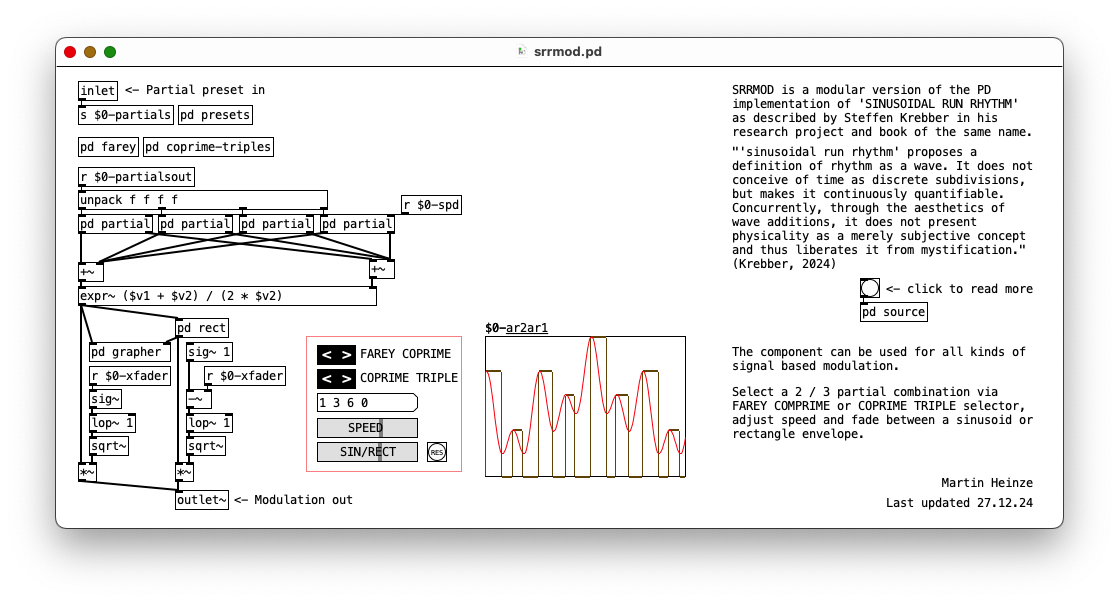 srrmod.pd
inlet <- Partial preset in
s $0-partials pd presets
pd farey pd coprime-triples
r $0-partialsout
unpack f f f f
r $0-spd
pd partial pd partial pd partial pd partial
+~ +~
expr~ ($v1 + $v2) / (2 * $v2)
pd rect
pd grapher sig~ 1
r $0-xfader r $0-xfader
sig~ -~
lop~ 1 lop~ 1
sqrt~ sqrt~
*~ *~
outlet~ <- Modulation out
< > FAREY COPRIME
< > COPRIME TRIPLE
1 3 6 0
SPEED
SIN/RECT RES
$0-ar2ar1
SRRMOD is a modular version of the PD
implementation of 'SINUSOIDAL RUN RHYTHM'
as described by Steffen Krebber in his
research project and book of the same name.
"'sinusoidal run rhythm' proposes a
definition of rhythm as a wave. It does not
conceive of time as discrete subdivisions,
but makes it continuously quantifiable.
Concurrently, through the aesthetics of
wave additions, it does not present
physicality as a merely subjective concept
and thus liberates it from mystification."
(Krebber, 2024)
<- click to read more
pd source
The component can be used for all kinds of
signal based modulation.
Select a 2 / 3 partial combination via
FAREY COMPRIME or COPRIME TRIPLE selector,
adjust speed and fade between a sinusoid or
rectangle envelope.
Martin Heinze
Last updated 27.12.24